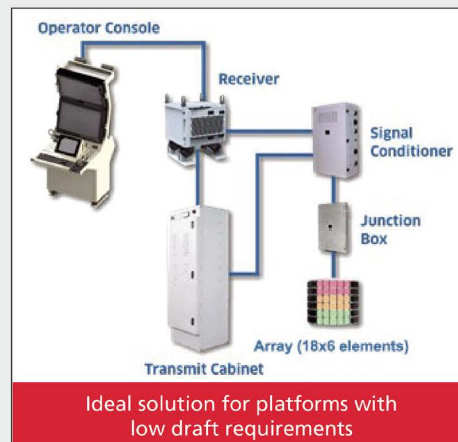 Operator Console
Receiver
Signal
Conditioner
Junction
Box
Array (18x6 elements)
Transmit Cabinet
Ideal solution for platforms with
low draft requirements